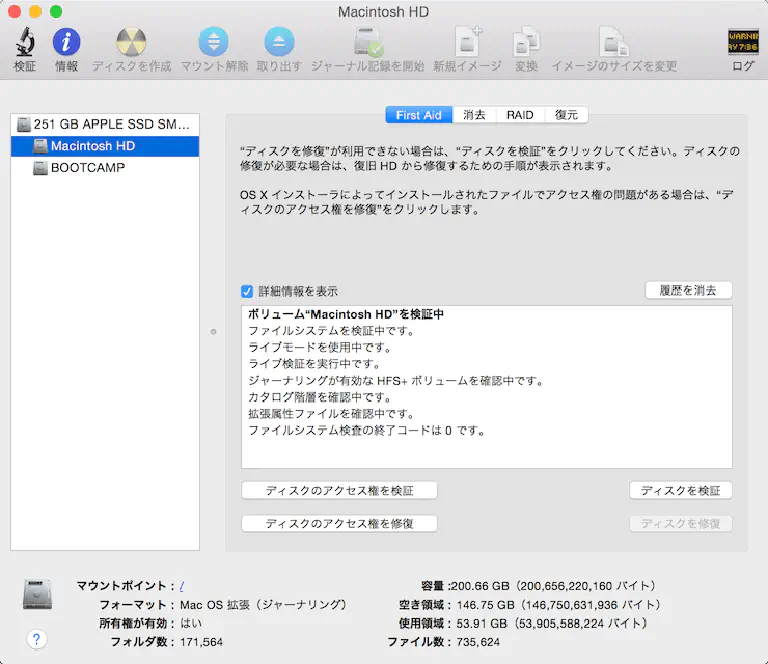 Macintosh HD
検証
情報
ディスクを作成
マウント解除
取り出す
ジャーナル記録を開始
新規イメージ
変換
イメージのサイズを変更
WARNIN
AY 7:36
ログ
251 GB APPLE SSD SM...
Macintosh HD
BOOTCAMP
First Aid
消去
RAID
復元
“ディスクを修復”が利用できない場合は、“ディスクを検証”をクリックしてください。ディスクの
修復が必要な場合は、復旧 HD から修復するための手順が表示されます。
OS X インストーラによってインストールされたファイルでアクセス権の問題がある場合は、“デ
ィスクのアクセス権を修復”をクリックします。
詳細情報を表示
履歴を消去
ボリューム“Macintosh HD”を検証中
ファイルシステムを検証中です。
ライブモードを使用中です。
ライブ検証を実行中です。
ジャーナリングが有効な HFS+ ボリュームを確認中です。
カタログ階層を確認中です。
拡張属性ファイルを確認中です。
ファイルシステム検査の終了コードは 0 です。
ディスクのアクセス権を検証
ディスクを検証
ディスクのアクセス権を修復
ディスクを修復
マウントポイント : /
フォーマット : Mac OS 拡張（ジャーナリング）
所有権が有効 : はい
フォルダ数 : 171,564
容量 : 200.66 GB（200,656,220,160 バイト）
空き領域 : 146.75 GB（146,750,631,936 バイト）
使用領域 : 53.91 GB（53,905,588,224 バイト）
ファイル数 : 735,624
?